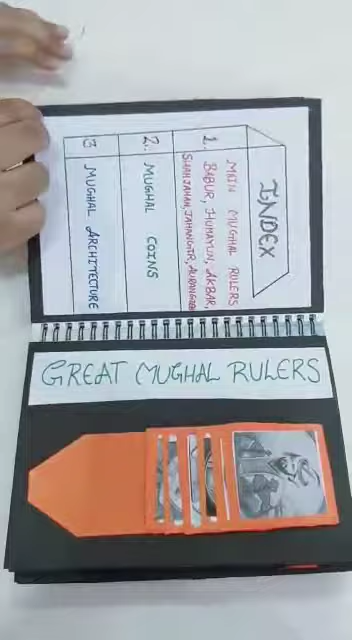 INDEX
1. MAIN MUGHAL RULERS
BABUR, HUMAYUN, AKBAR,
SHAHJAHAN, JAHANGIR, AURANGZEB
2. MUGHAL COINS
3 MUGHAL ARCHITECTURE
GREAT MUGHAL RULERS